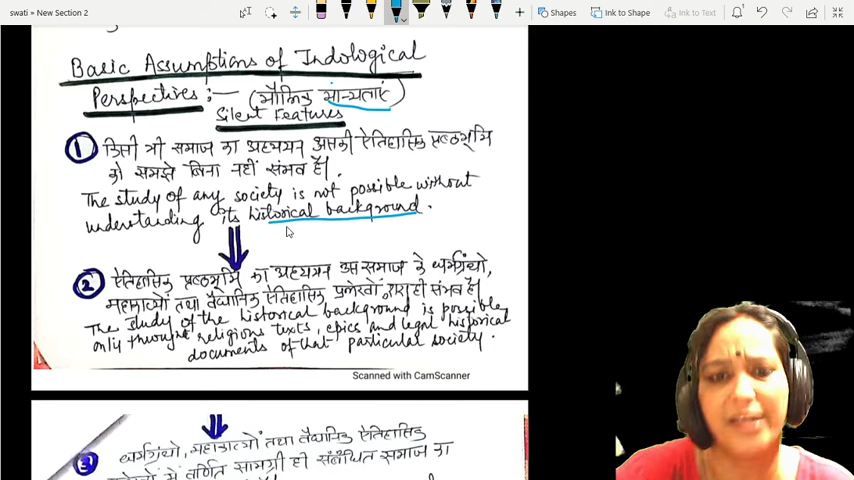 swati » New Section 2
Shapes
Ink to Shape
Ink to Text
Basic Assumptions of Indological
Perspectives :— (मौलिक मान्यताएं)
Silent Features
① किसी भी समाज का अध्ययन उसकी ऐतिहासिक प्रष्ठभूमि
को समझे बिना नहीं संभव है।
The study of any society is not possible without
understanding its historical background.
② ऐतिहासिक प्रष्ठभूमि का अध्ययन उस समाज के धर्मग्रंथो,
महाकाव्यों तथा वैधानिक ऐतिहासिक प्रलेखों द्वारा ही संभव है।
The study of the historical background is possible
only throught religions texts, epics and legal historical
documents of that particular society.
Scanned with CamScanner
③ धर्मग्रंथो, महाकाव्यों तथा वैधानिक ऐतिहासिक
में वर्णित सामग्री ही संबंधित समाज का